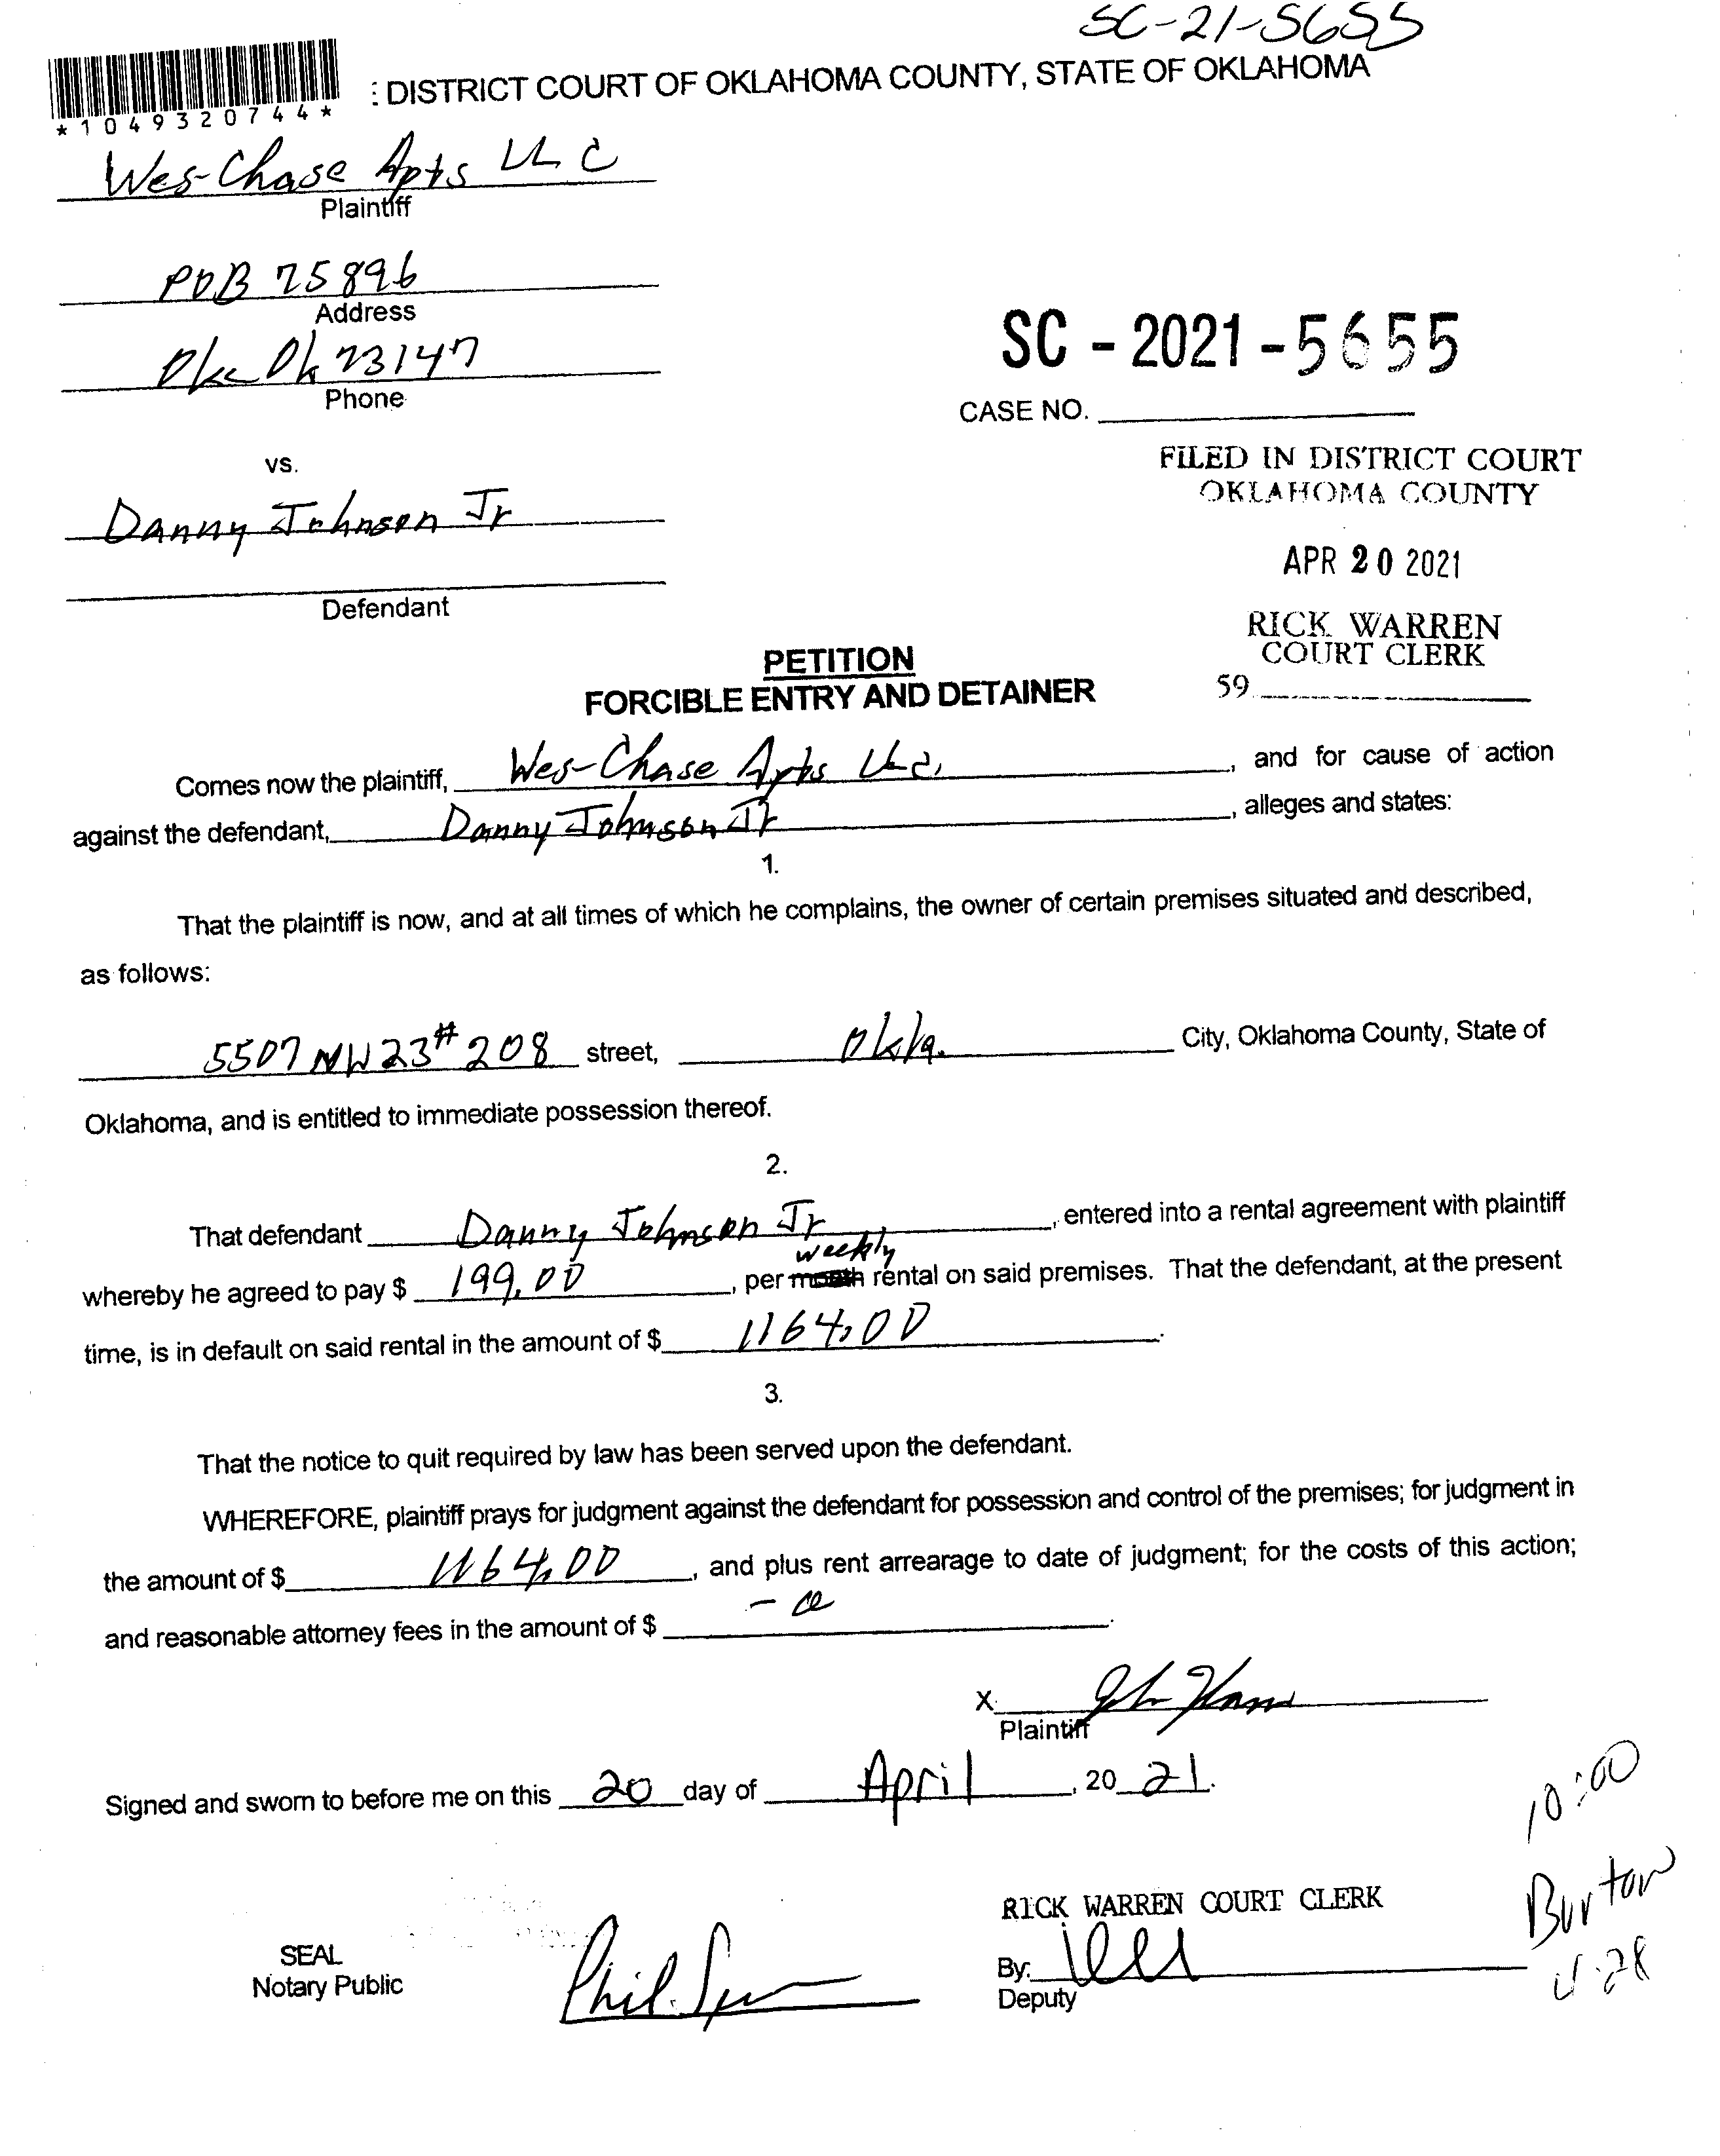 SC-21-5655
*1049320744*
: DISTRICT COURT OF OKLAHOMA COUNTY, STATE OF OKLAHOMA
Wes-Chase Apts LLC
Plaintiff
POB 75896
Address
Okc Ok 73147
Phone
SC - 2021 - 5655
CASE NO.
vs.
FILED IN DISTRICT COURT
OKLAHOMA COUNTY
Danny Johnson Jr
APR 20 2021
Defendant
RICK WARREN
COURT CLERK
59
PETITION
FORCIBLE ENTRY AND DETAINER
Comes now the plaintiff, Wes-Chase Apts LLC, and for cause of action
against the defendant, Danny Johnson Jr, alleges and states:
1.
That the plaintiff is now, and at all times of which he complains, the owner of certain premises situated and described,
as follows:
5507 NW 23 # 208 street, Okla. City, Oklahoma County, State of
Oklahoma, and is entitled to immediate possession thereof.
2.
That defendant Danny Johnson Jr, entered into a rental agreement with plaintiff
weekly
whereby he agreed to pay $ 199.00, per month rental on said premises. That the defendant, at the present
time, is in default on said rental in the amount of $ 1164.00.
3.
That the notice to quit required by law has been served upon the defendant.
WHEREFORE, plaintiff prays for judgment against the defendant for possession and control of the premises; for judgment in
the amount of $ 1164.00, and plus rent arrearage to date of judgment; for the costs of this action;
and reasonable attorney fees in the amount of $
X
Plaintiff
Signed and sworn to before me on this 20 day of April, 20 21.
10:00
Burton
4-28
RICK WARREN COURT CLERK
SEAL
Notary Public
By:
Deputy